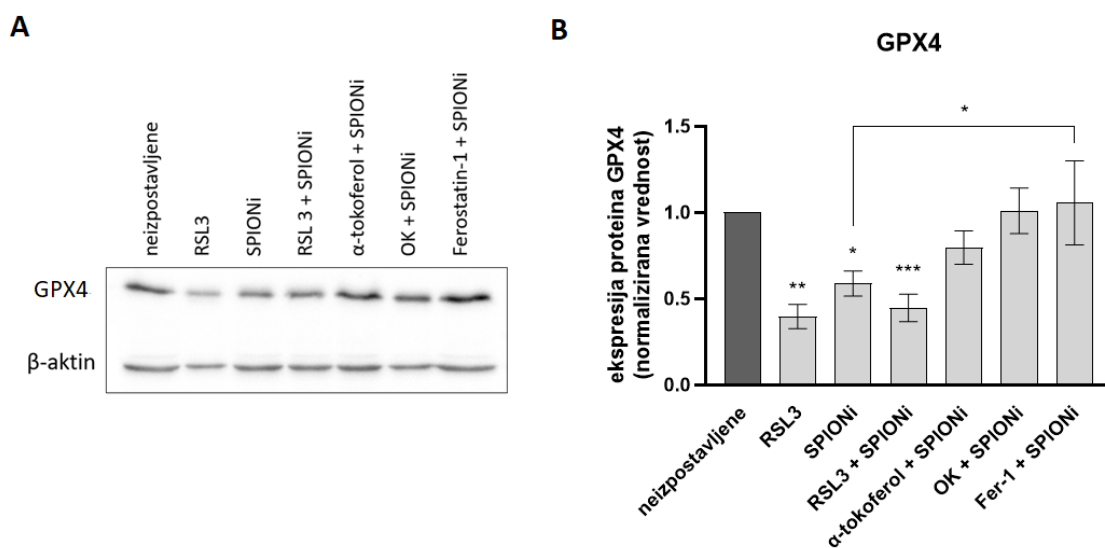 A
neizpostavljene
RSL3
SPIONi
RSL 3 + SPIONi
α-tokoferol + SPIONi
OK + SPIONi
Ferostatin-1 + SPIONi
GPX4
β-aktin
B
GPX4
ekspresija proteina GPX4
(normalizirana vrednost)
1.5
1.0
0.5
0.0
*
**
*
***
neizpostavljene
RSL3
SPIONi
RSL3 + SPIONi
α-tokoferol + SPIONi
OK + SPIONi
Fer-1 + SPIONi